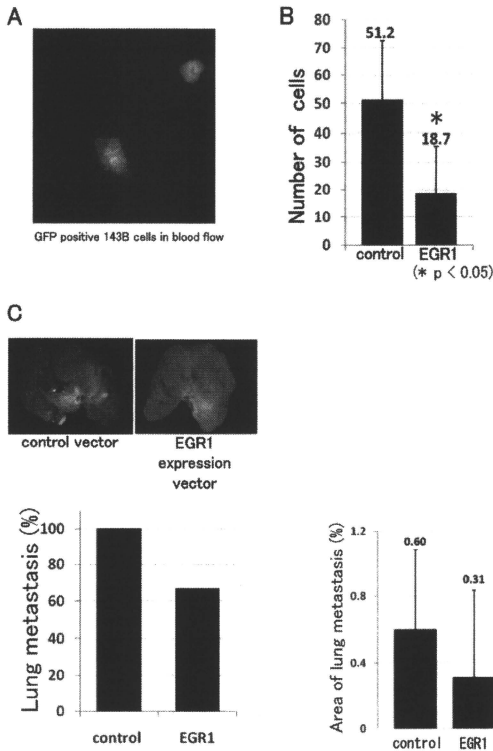 A
GFP positive 143B cells in blood flow
B
Number of cells
80
70
60
50
40
30
20
10
0
51.2
*
18.7
control
EGR1
(* p < 0.05)
C
control vector
EGR1
expression
vector
Lung metastasis (%)
100
80
60
40
20
0
control
EGR1
Area of lung metastasis (%)
1.2
0.8
0.4
0
0.60
0.31
control
EGR1